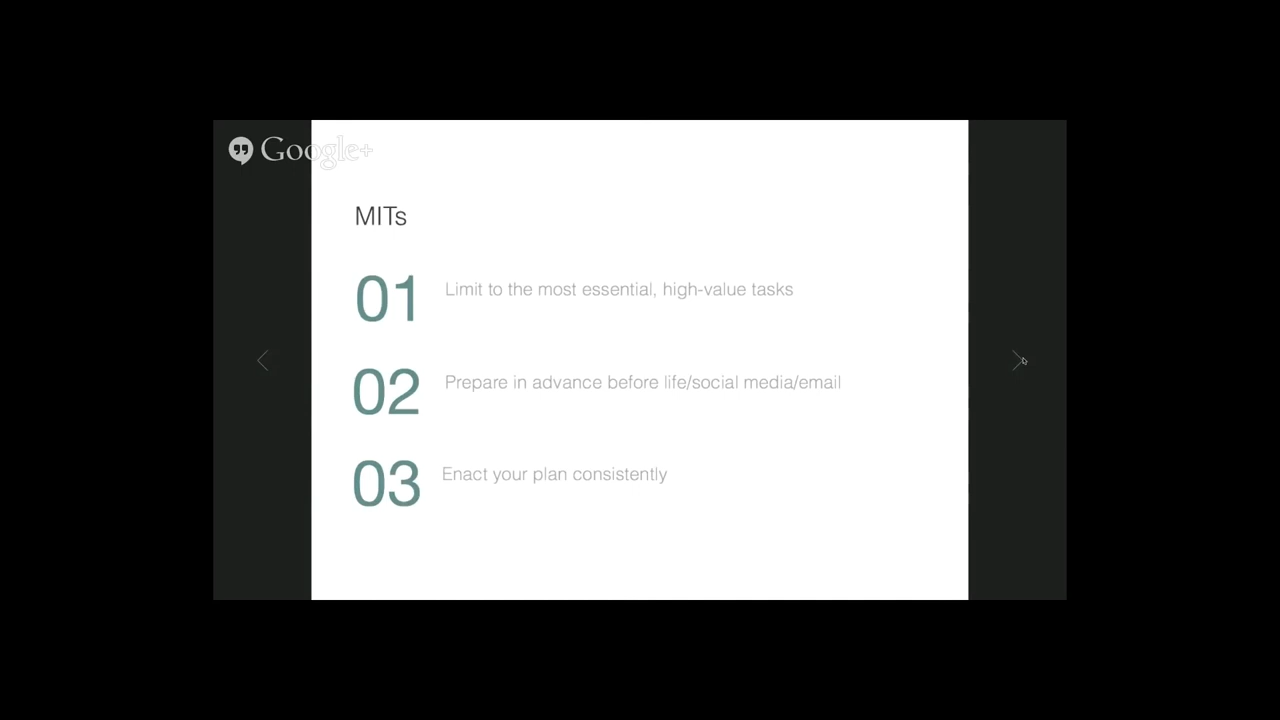 Google+
MITs
01 Limit to the most essential, high-value tasks
02 Prepare in advance before life/social media/email
03 Enact your plan consistently